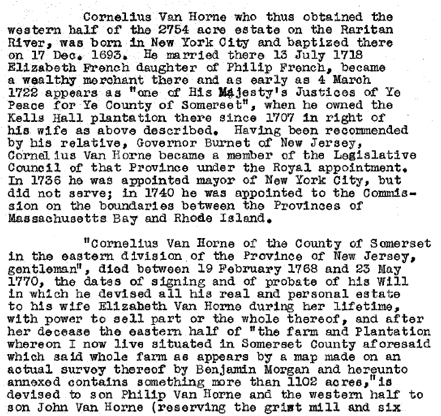 Cornelius Van Horne who thus obtained the
western half of the 2754 acre estate on the Raritan
River, was born in New York City and baptized there
on 17 Dec. 1693. He married there 13 July 1718
Elizabeth French daughter of Philip French, became
a wealthy merchant there and as early as 4 March
1722 appears as "one of His Majesty's Justices of Ye
Peace for Ye County of Somerset", when he owned the
Kells Hall plantation there since 1707 in right of
his wife as above described. Having been recommended
by his relative, Governor Burnet of New Jersey,
Cornelius Van Horne became a member of the Legislative
Council of that Province under the Royal appointment.
In 1736 he was appointed mayor of New York City, but
did not serve; in 1740 he was appointed to the Commis-
sion on the boundaries between the Provinces of
Massachusetts Bay and Rhode Island.
"Cornelius Van Horne of the County of Somerset
in the eastern division of the Province of New Jersey,
gentleman", died between 19 February 1768 and 23 May
1770, the dates of signing and of probate of his Will
in which he devised all his real and personal estate
to his wife Elizabeth Van Horne during her lifetime,
with power to sell part or the whole thereof, and after
her decease the eastern half of "the farm and Plantation
whereon I now live situated in Somerset County aforesaid
which said whole farm as appears by a map made on an
actual survey thereof by Benjamin Morgan and hereunto
annexed contains something more than 1102 acres," is
devised to son Philip Van Horne and the western half to
son John Van Horne (reserving the grist mill and six